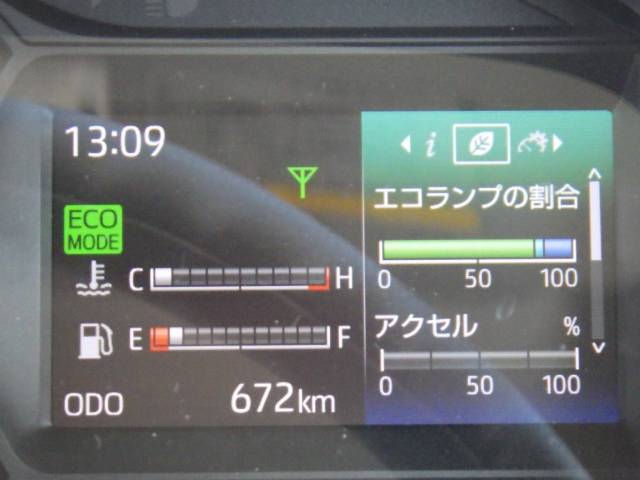 13:09
ECO
MODE
C H
E F
ODO 672km
i
エコランプの割合
0 50 100
アクセル %
0 50 100